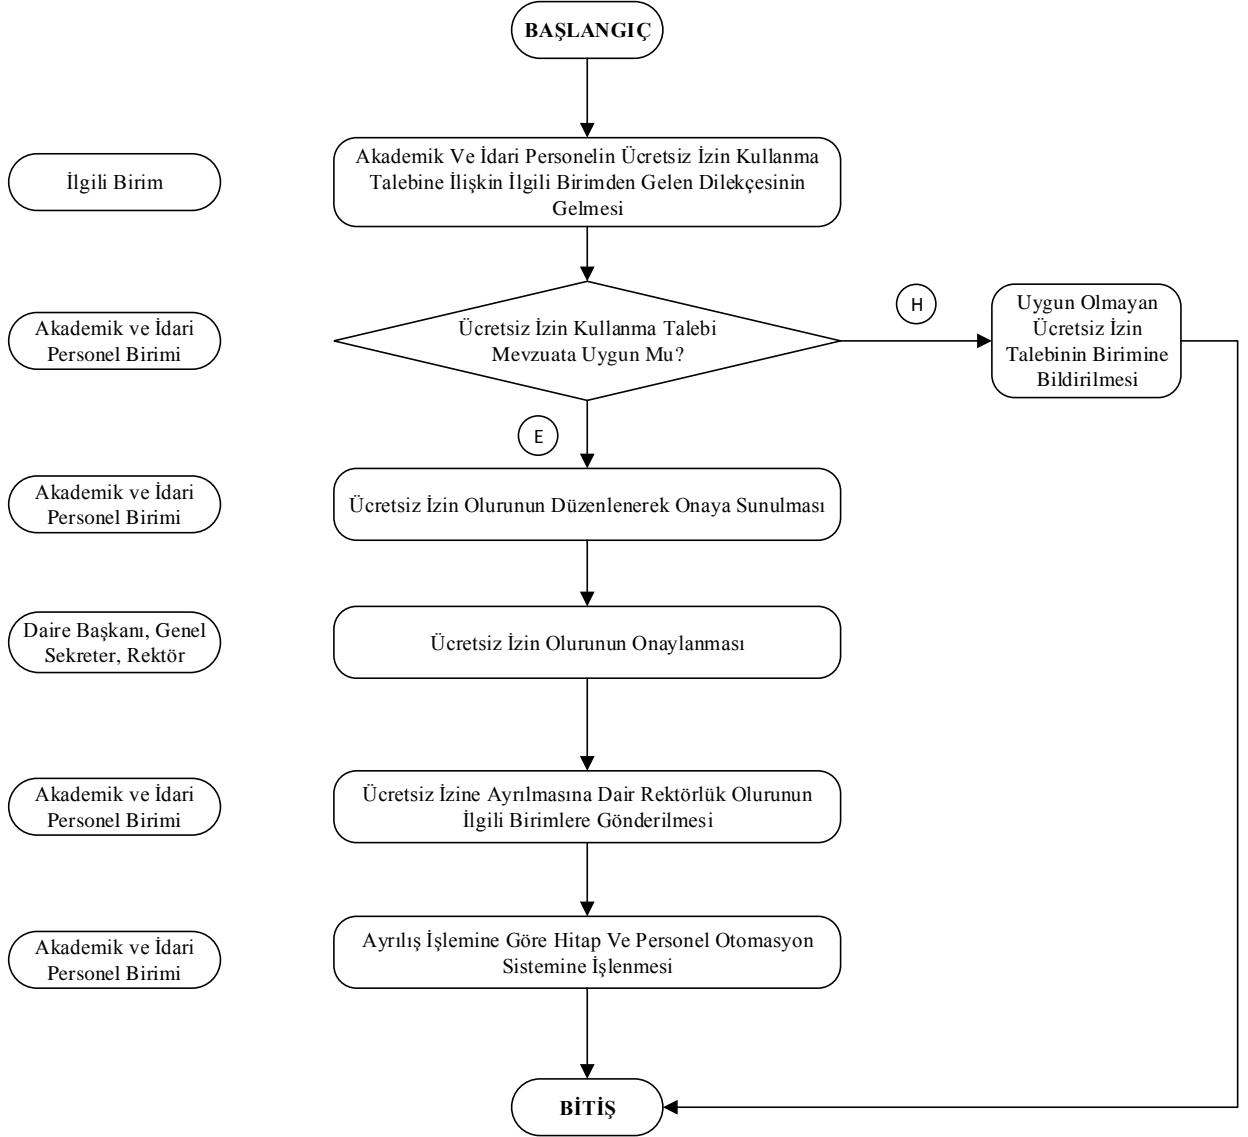 BAŞLANGIÇ
İlgili Birim
Akademik Ve İdari Personelin Ücretsiz İzin Kullanma
Talebine İlişkin İlgili Birimden Gelen Dilekçesinin
Gelmesi
Akademik ve İdari
Personel Birimi
Ücretsiz İzin Kullanma Talebi
Mevzuata Uygun Mu?
H
Uygun Olmayan
Ücretsiz İzin
Talebinin Birimine
Bildirilmesi
E
Akademik ve İdari
Personel Birimi
Ücretsiz İzin Olurunun Düzenlenerek Onaya Sunulması
Daire Başkanı, Genel
Sekreter, Rektör
Ücretsiz İzin Olurunun Onaylanması
Akademik ve İdari
Personel Birimi
Ücretsiz İzine Ayrılmasına Dair Rektörlük Olurunun
İlgili Birimlere Gönderilmesi
Akademik ve İdari
Personel Birimi
Ayrılış İşlemine Göre Hitap Ve Personel Otomasyon
Sistemine İşlenmesi
BİTİŞ